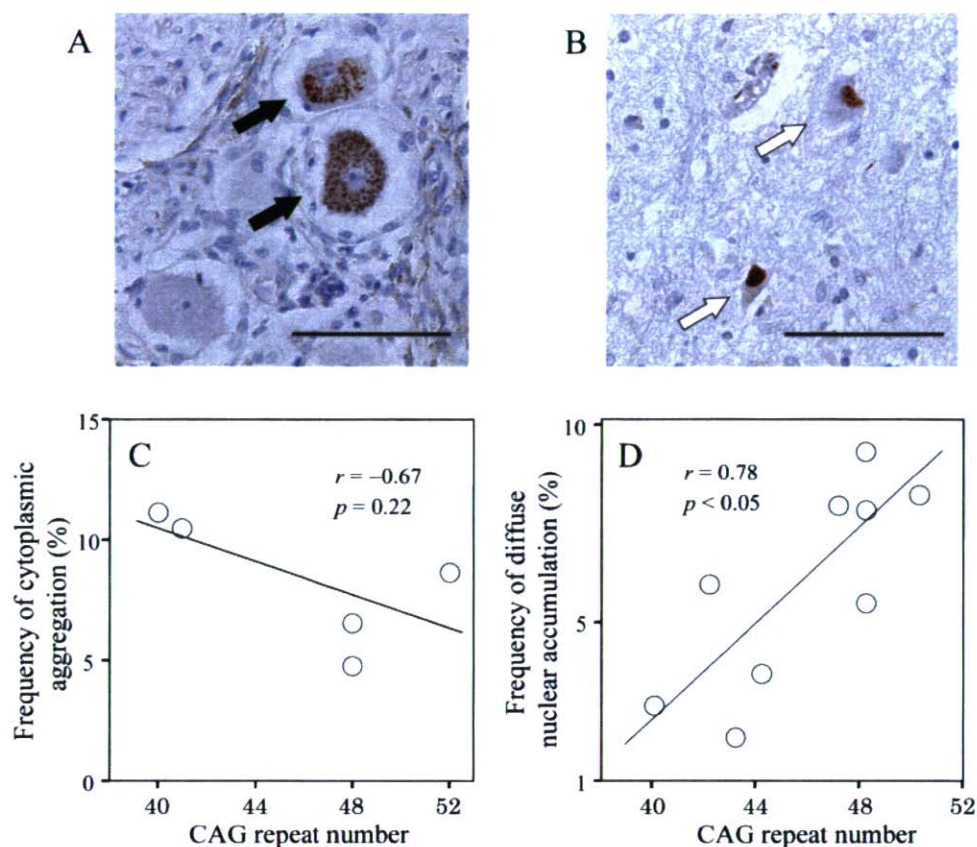 A
B
C
r = –0.67
p = 0.22
Frequency of cytoplasmic
aggregation (%)
15
10
5
0
40 44 48 52
CAG repeat number
D
r = 0.78
p < 0.05
Frequency of diffuse
nuclear accumulation (%)
10
5
1
40 44 48 52
CAG repeat number